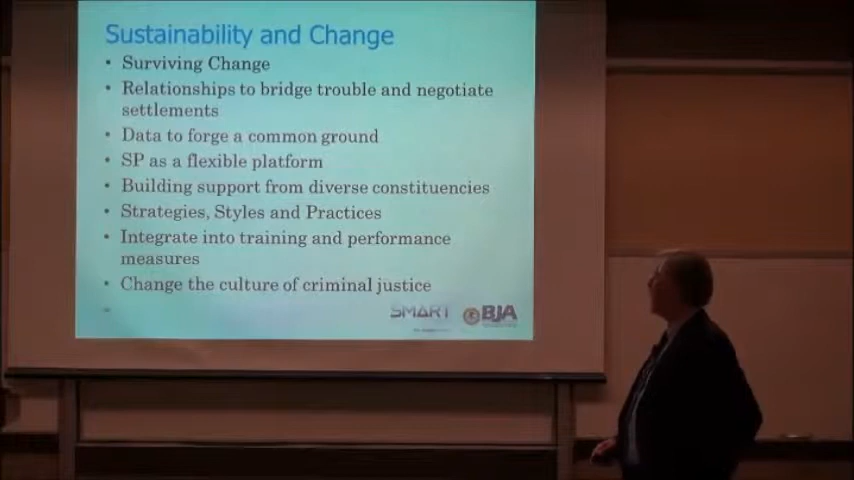 Sustainability and Change
• Surviving Change
• Relationships to bridge trouble and negotiate
settlements
• Data to forge a common ground
• SP as a flexible platform
• Building support from diverse constituencies
• Strategies, Styles and Practices
• Integrate into training and performance
measures
• Change the culture of criminal justice
SMART
BJA